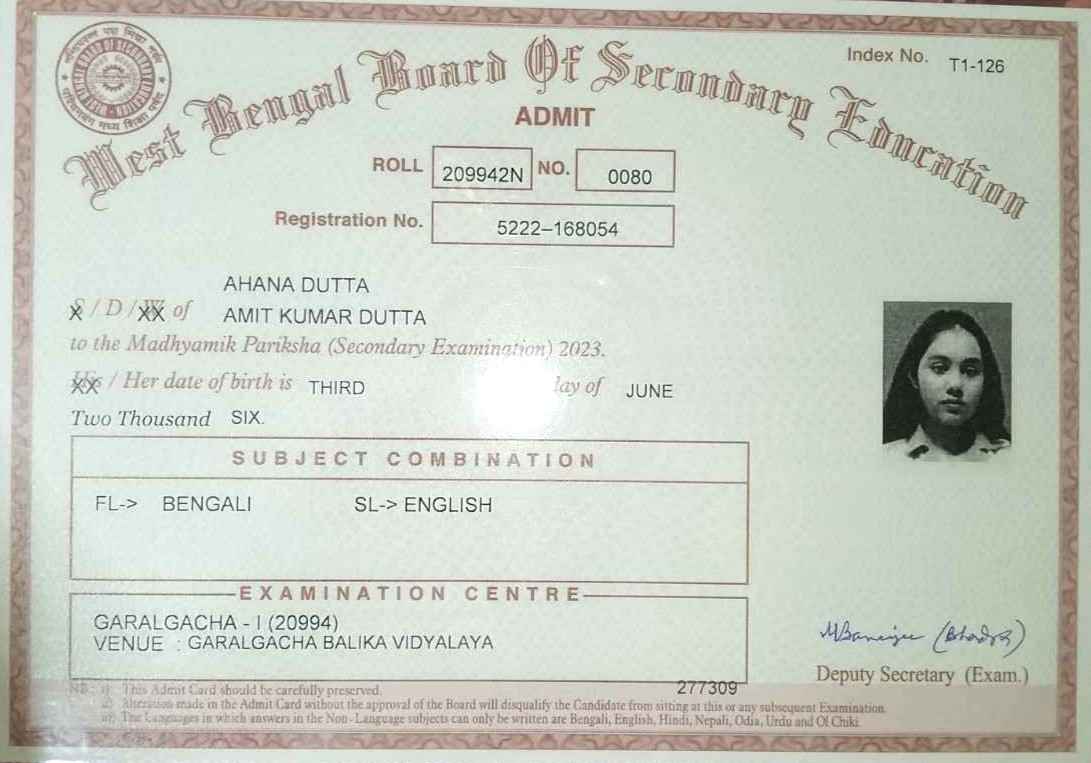 West Bengal Board Of Secondary Education
Index No. T1-126
ADMIT
ROLL 209942N NO. 0080
Registration No. 5222–168054
AHANA DUTTA
S / D / W of AMIT KUMAR DUTTA
to the Madhyamik Pariksha (Secondary Examination) 2023.
His / Her date of birth is THIRD day of JUNE
Two Thousand SIX.
SUBJECT COMBINATION
FL-> BENGALI SL-> ENGLISH
EXAMINATION CENTRE
GARALGACHA - I (20994)
VENUE : GARALGACHA BALIKA VIDYALAYA
Deputy Secretary (Exam.)
277309
NB : i) This Admit Card should be carefully preserved.
ii) Alteration made in the Admit Card without the approval of the Board will disqualify the Candidate from sitting at this or any subsequent Examination.
iii) The Languages in which answers in the Non-Language subjects can only be written are Bengali, English, Hindi, Nepali, Odia, Urdu and Ol Chiki.